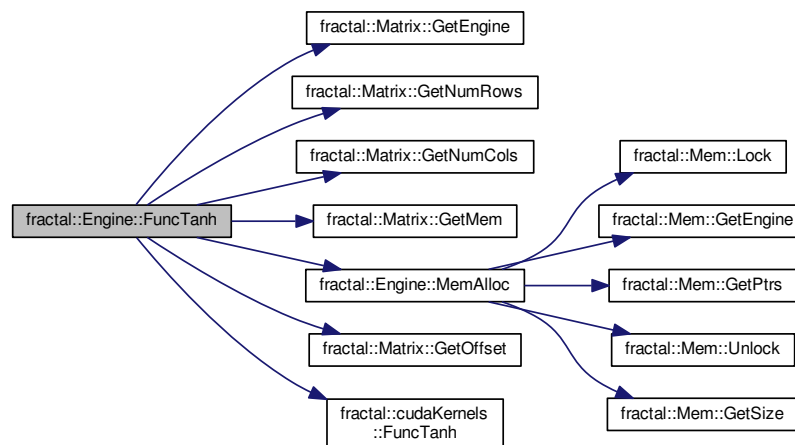 fractal::Engine::FuncTanh
fractal::Matrix::GetEngine
fractal::Matrix::GetNumRows
fractal::Matrix::GetNumCols
fractal::Matrix::GetMem
fractal::Engine::MemAlloc
fractal::Matrix::GetOffset
fractal::cudaKernels
::FuncTanh
fractal::Mem::Lock
fractal::Mem::GetEngine
fractal::Mem::GetPtrs
fractal::Mem::Unlock
fractal::Mem::GetSize